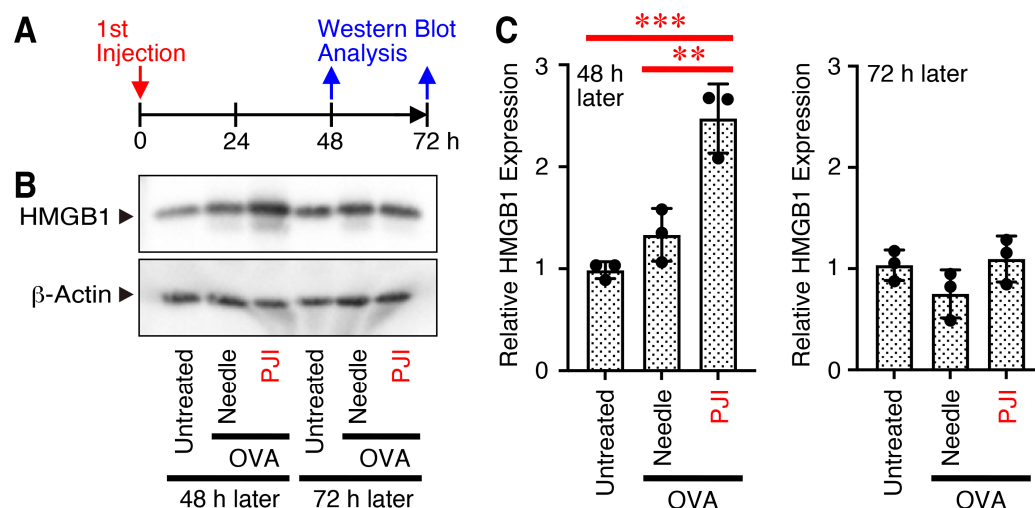 A
1st
Injection
Western Blot
Analysis
0
24
48
72 h
B
HMGB1
β-Actin
Untreated
Needle
PJI
Untreated
Needle
PJI
OVA
OVA
48 h later
72 h later
C
***
**
Relative HMGB1 Expression
3
2
1
0
48 h
later
Untreated
Needle
PJI
OVA
Relative HMGB1 Expression
3
2
1
0
72 h later
Untreated
Needle
PJI
OVA